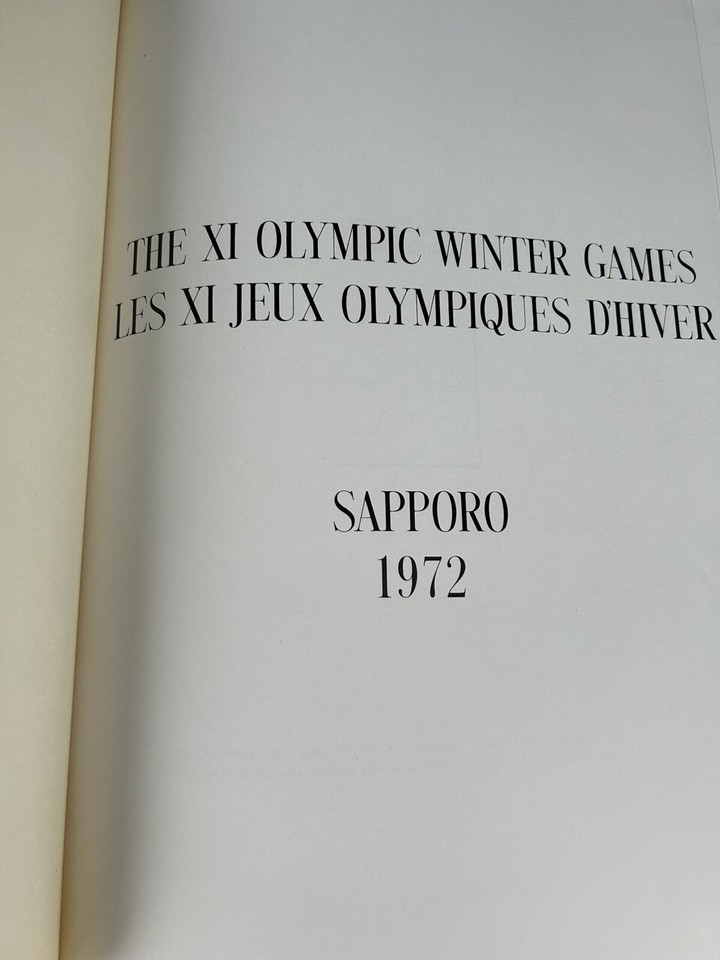 THE XI OLYMPIC WINTER GAMES
LES XI JEUX OLYMPIQUES D'HIVER
SAPPORO
1972